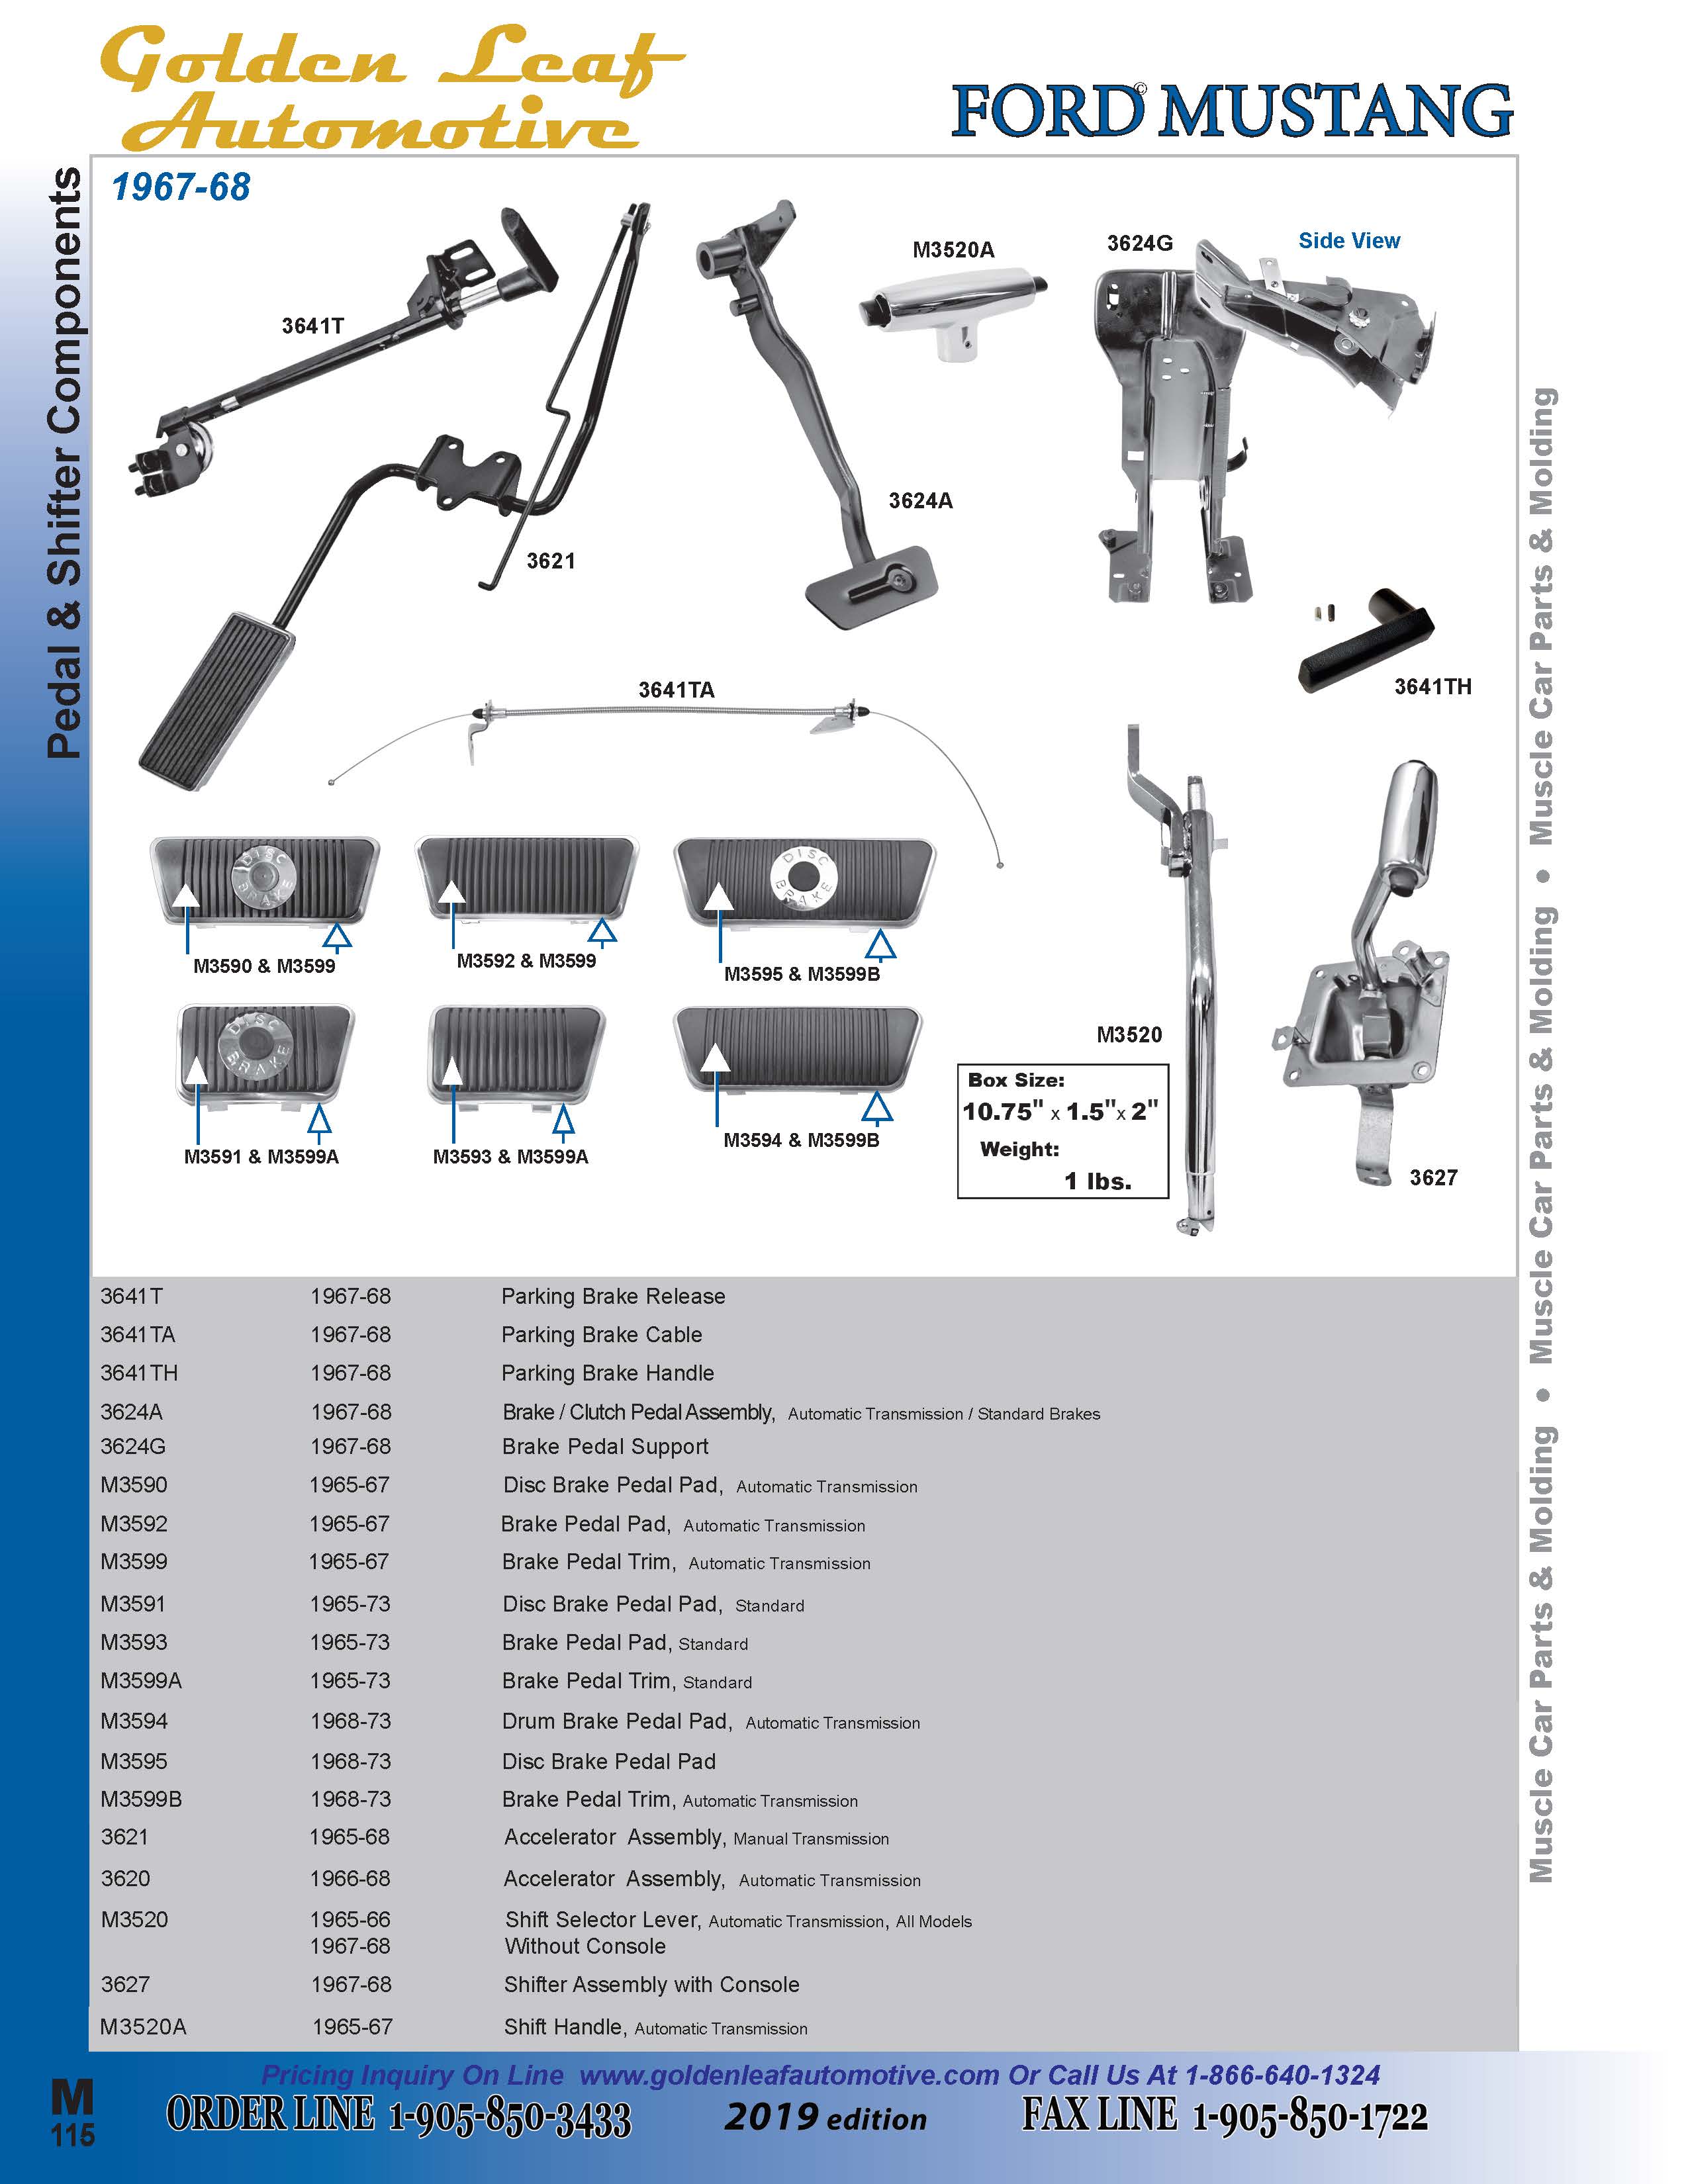 Golden Leaf
Automotive
FORD© MUSTANG
Pedal & Shifter Components
1967-68
3641T
3621
3624A
M3520A
3624G
Side View
3641TH
3641TA
DISC BRAKE
M3590 & M3599
M3592 & M3599
DISC BRAKE
M3595 & M3599B
DISC BRAKE
M3591 & M3599A
M3593 & M3599A
M3594 & M3599B
M3520
Box Size:
10.75" x 1.5"x 2"
Weight:
1 lbs.
3627
3641T 1967-68 Parking Brake Release
3641TA 1967-68 Parking Brake Cable
3641TH 1967-68 Parking Brake Handle
3624A 1967-68 Brake / Clutch Pedal Assembly, Automatic Transmission / Standard Brakes
3624G 1967-68 Brake Pedal Support
M3590 1965-67 Disc Brake Pedal Pad, Automatic Transmission
M3592 1965-67 Brake Pedal Pad, Automatic Transmission
M3599 1965-67 Brake Pedal Trim, Automatic Transmission
M3591 1965-73 Disc Brake Pedal Pad, Standard
M3593 1965-73 Brake Pedal Pad, Standard
M3599A 1965-73 Brake Pedal Trim, Standard
M3594 1968-73 Drum Brake Pedal Pad, Automatic Transmission
M3595 1968-73 Disc Brake Pedal Pad
M3599B 1968-73 Brake Pedal Trim, Automatic Transmission
3621 1965-68 Accelerator Assembly, Manual Transmission
3620 1966-68 Accelerator Assembly, Automatic Transmission
M3520 1965-66 Shift Selector Lever, Automatic Transmission, All Models
1967-68 Without Console
3627 1967-68 Shifter Assembly with Console
M3520A 1965-67 Shift Handle, Automatic Transmission
Muscle Car Parts & Molding • Muscle Car Parts & Molding • Muscle Car Parts & Molding
Pricing Inquiry On Line www.goldenleafautomotive.com Or Call Us At 1-866-640-1324
M
115
ORDER LINE 1-905-850-3433
2019 edition
FAX LINE 1-905-850-1722